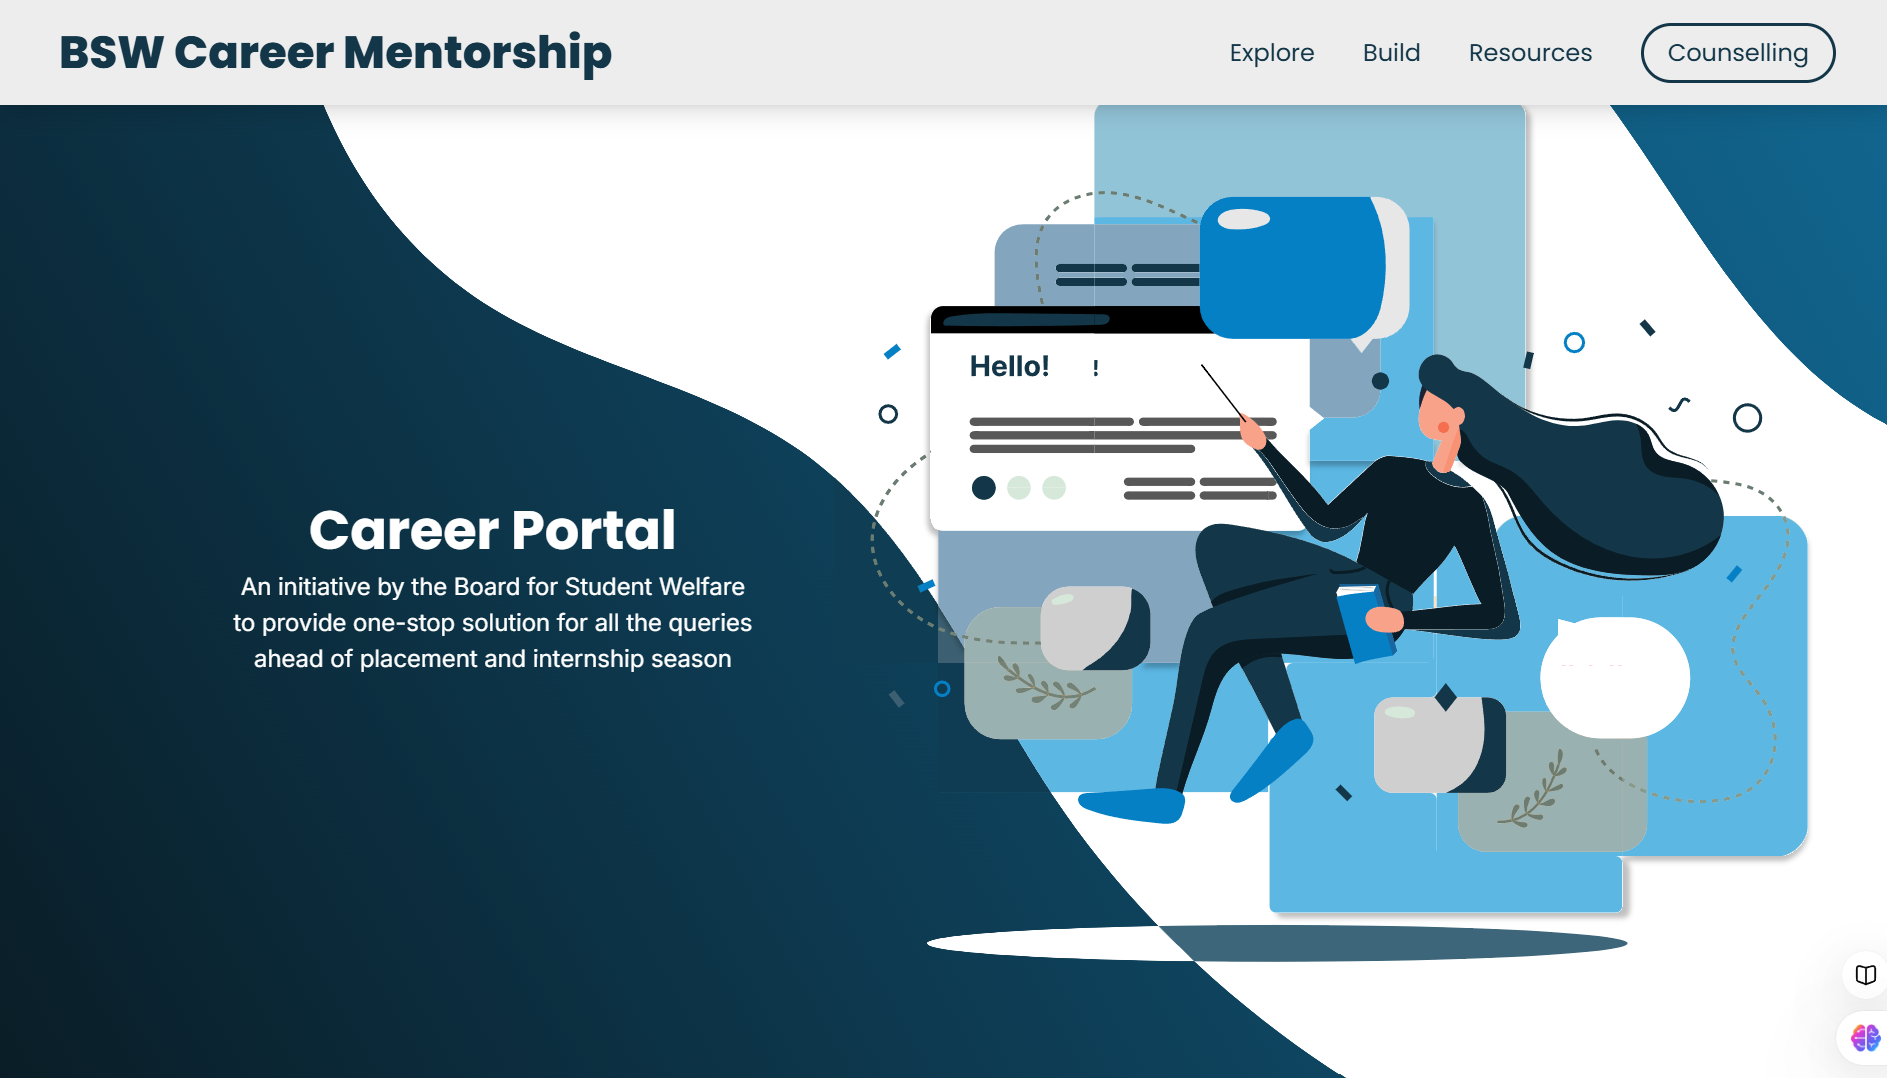 BSW Career Mentorship
Explore
Build
Resources
Counselling
Hello!
!
Career Portal
An initiative by the Board for Student Welfare
to provide one-stop solution for all the queries
ahead of placement and internship season